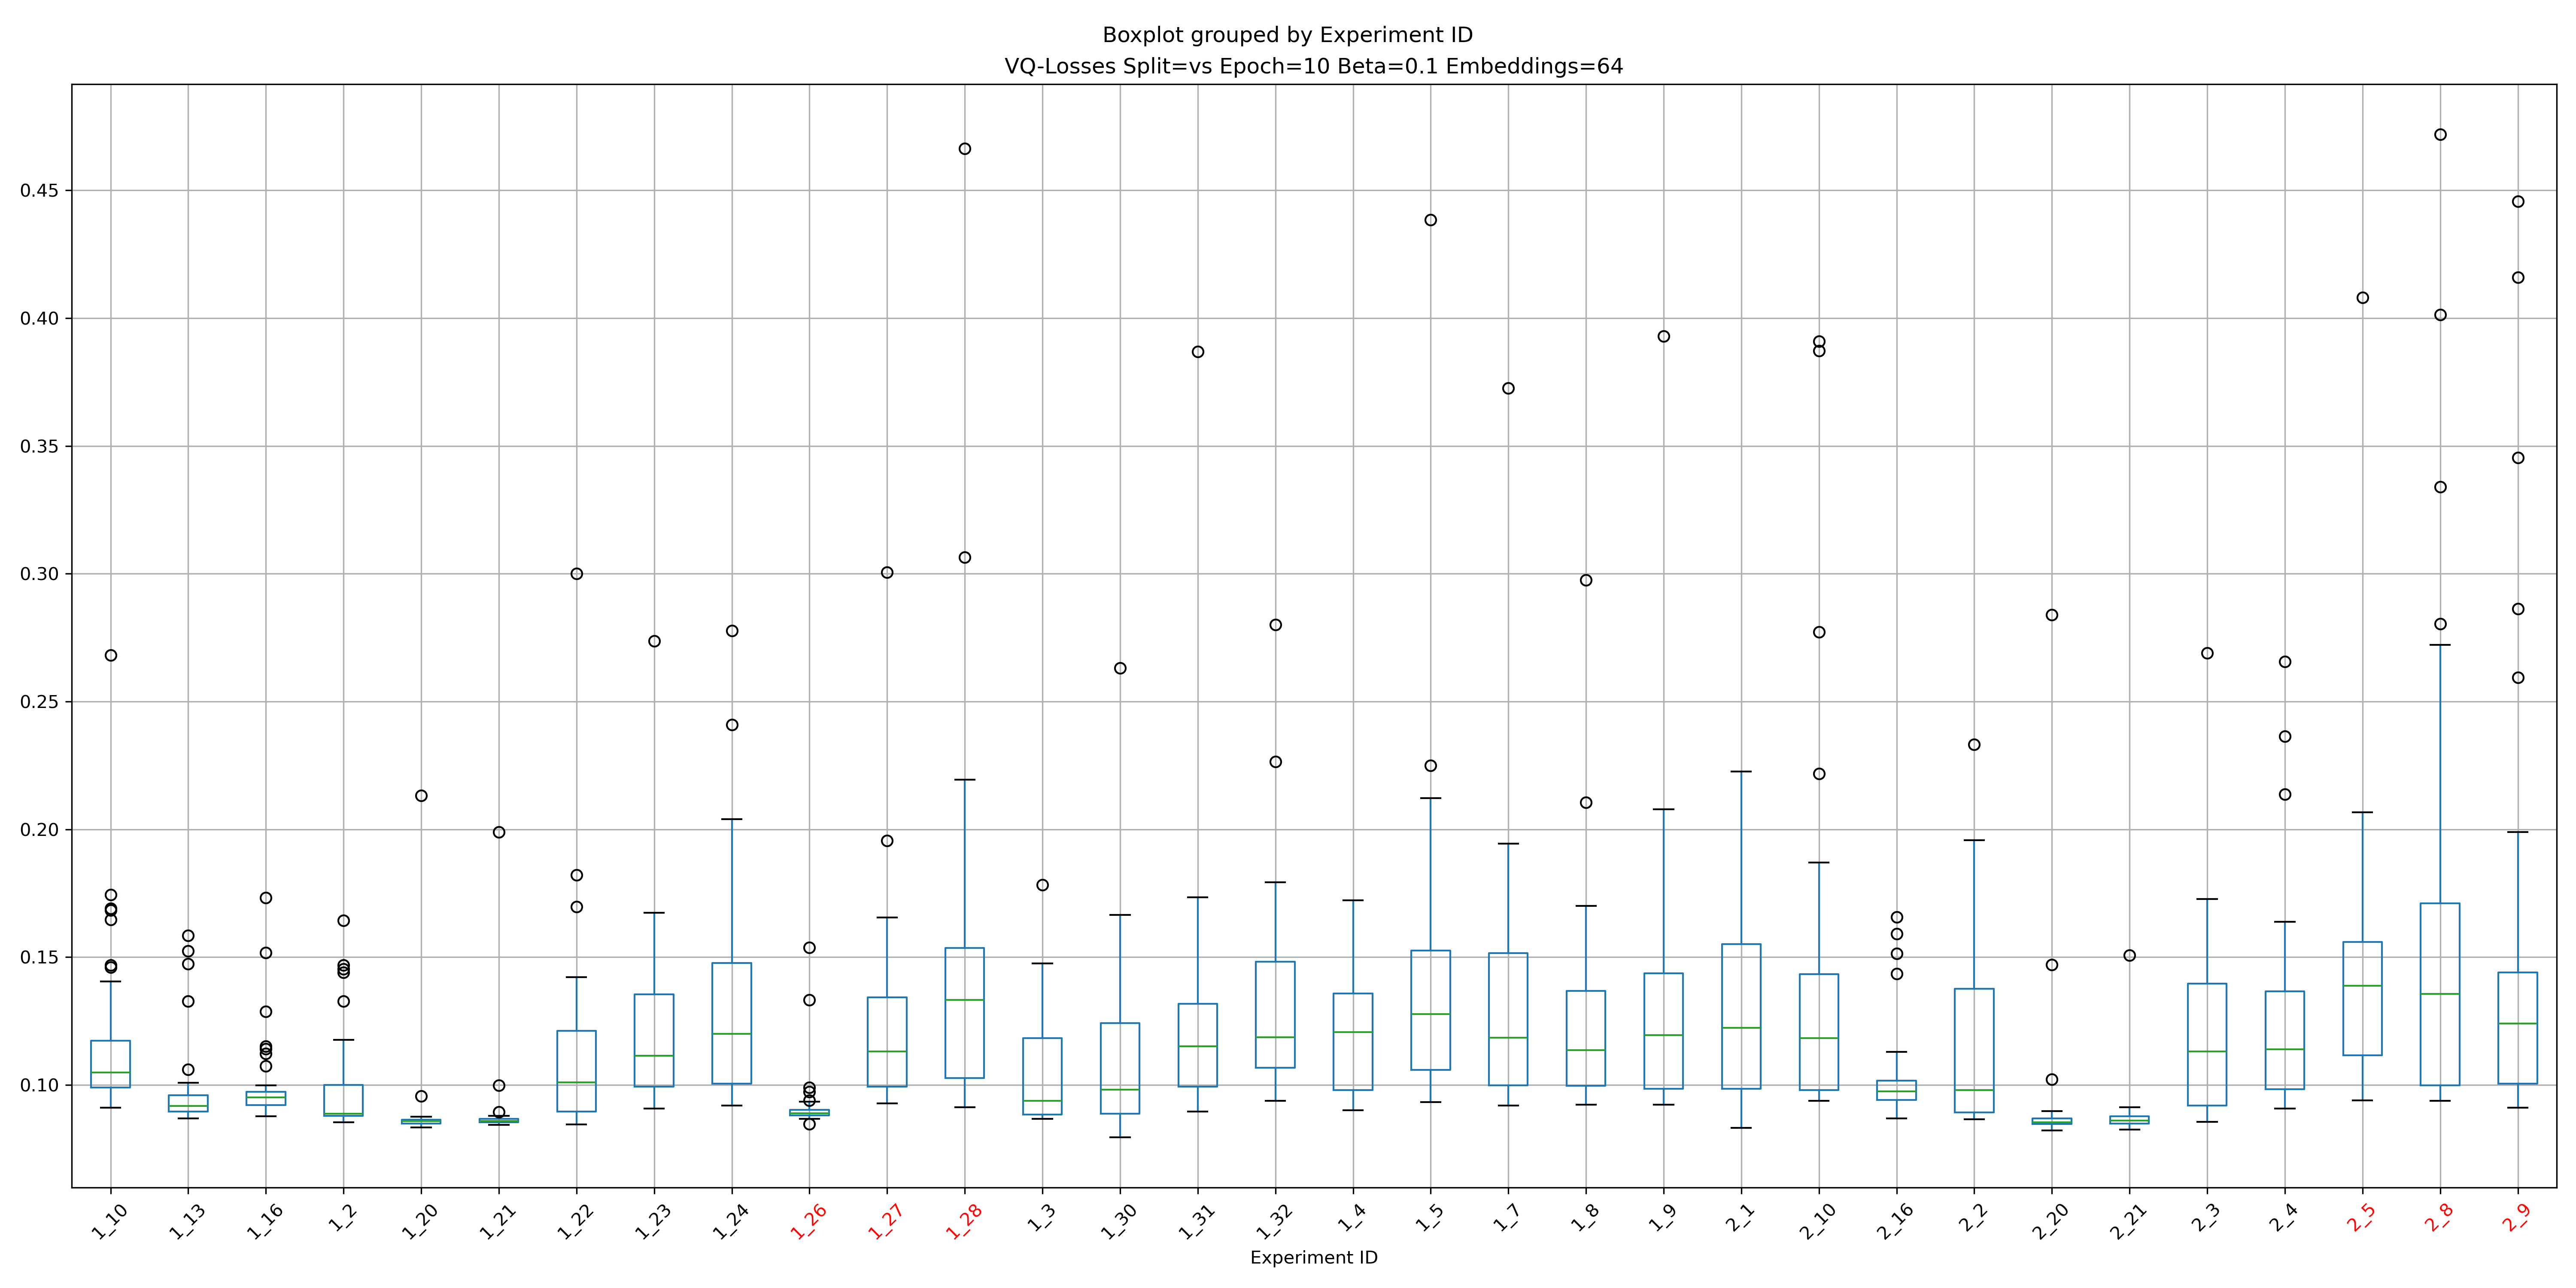 Boxplot grouped by Experiment ID
VQ-Losses Split=vs Epoch=10 Beta=0.1 Embeddings=64
0.45
0.40
0.35
0.30
0.25
0.20
0.15
0.10
1_10 1_13 1_16 1_2 1_20 1_21 1_22 1_23 1_24 1_26 1_27 1_28 1_3 1_30 1_31 1_32 1_4 1_5 1_7 1_8 1_9 2_1 2_10 2_16 2_2 2_20 2_21 2_3 2_4 2_5 2_8 2_9
Experiment ID